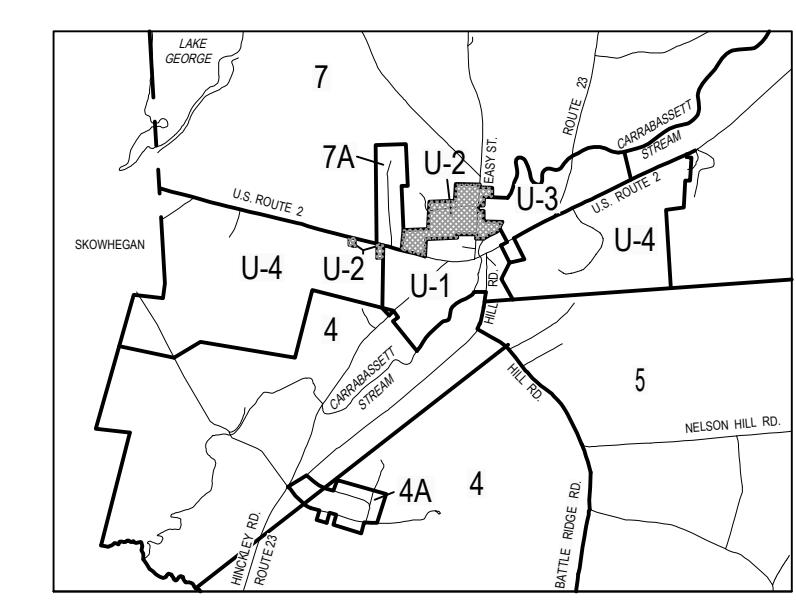 LAKE
GEORGE
7
ROUTE 23
CARRABASSETT
STREAM
7A
U-2
EASY ST.
U-3
U.S. ROUTE 2
U.S. ROUTE 2
SKOWHEGAN
U-4
U-2
U-1
U-4
HILL RD.
4
CARRABASSETT
STREAM
HILL RD.
5
NELSON HILL RD.
4A
4
HINCKLEY RD.
ROUTE 23
BATTLE RIDGE RD.